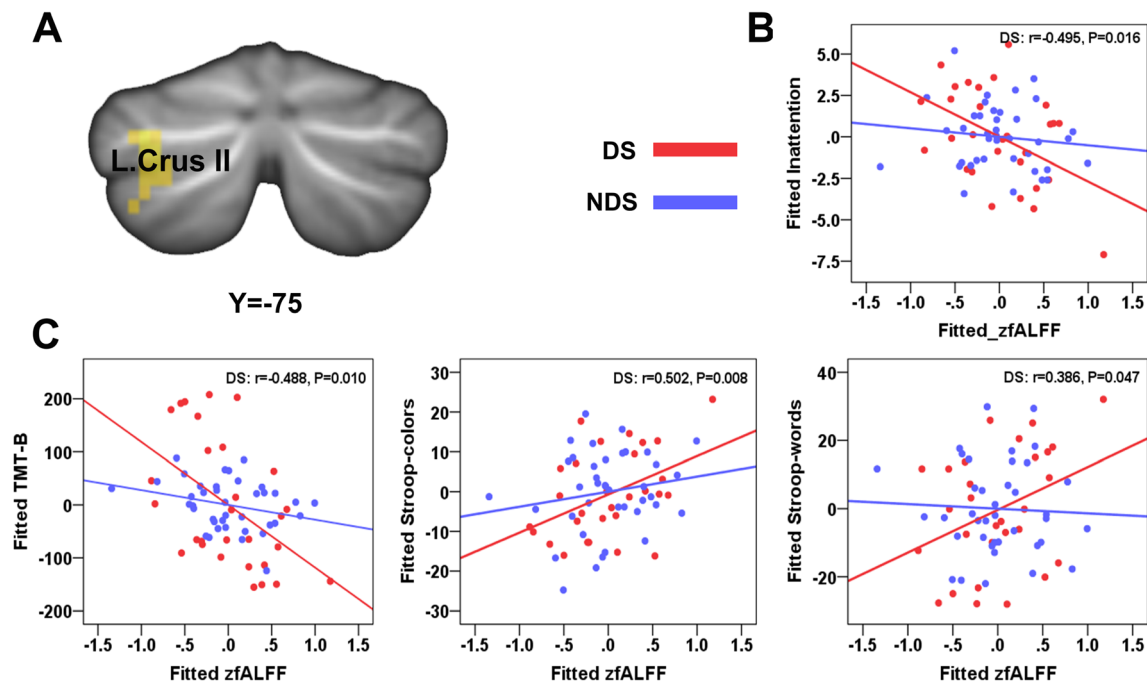 A
L.Crus II
Y=-75
DS
NDS
B
DS: r=-0.495, P=0.016
Fitted Inatention
5.0
2.5
.0
-2.5
-5.0
-7.5
-1.5 -1.0 -.5 .0 .5 1.0 1.5
Fitted_zfALFF
C
DS: r=-0.488, P=0.010
Fitted TMT-B
200
100
0
-100
-200
-1.5 -1.0 -.5 .0 .5 1.0 1.5
Fitted zfALFF
DS: r=0.502, P=0.008
Fitted Stroop-colors
30
20
10
0
-10
-20
-30
-1.5 -1.0 -.5 .0 .5 1.0 1.5
Fitted zfALFF
DS: r=0.386, P=0.047
Fitted Stroop-words
40
20
0
-20
-1.5 -1.0 -.5 .0 .5 1.0 1.5
Fitted zfALFF